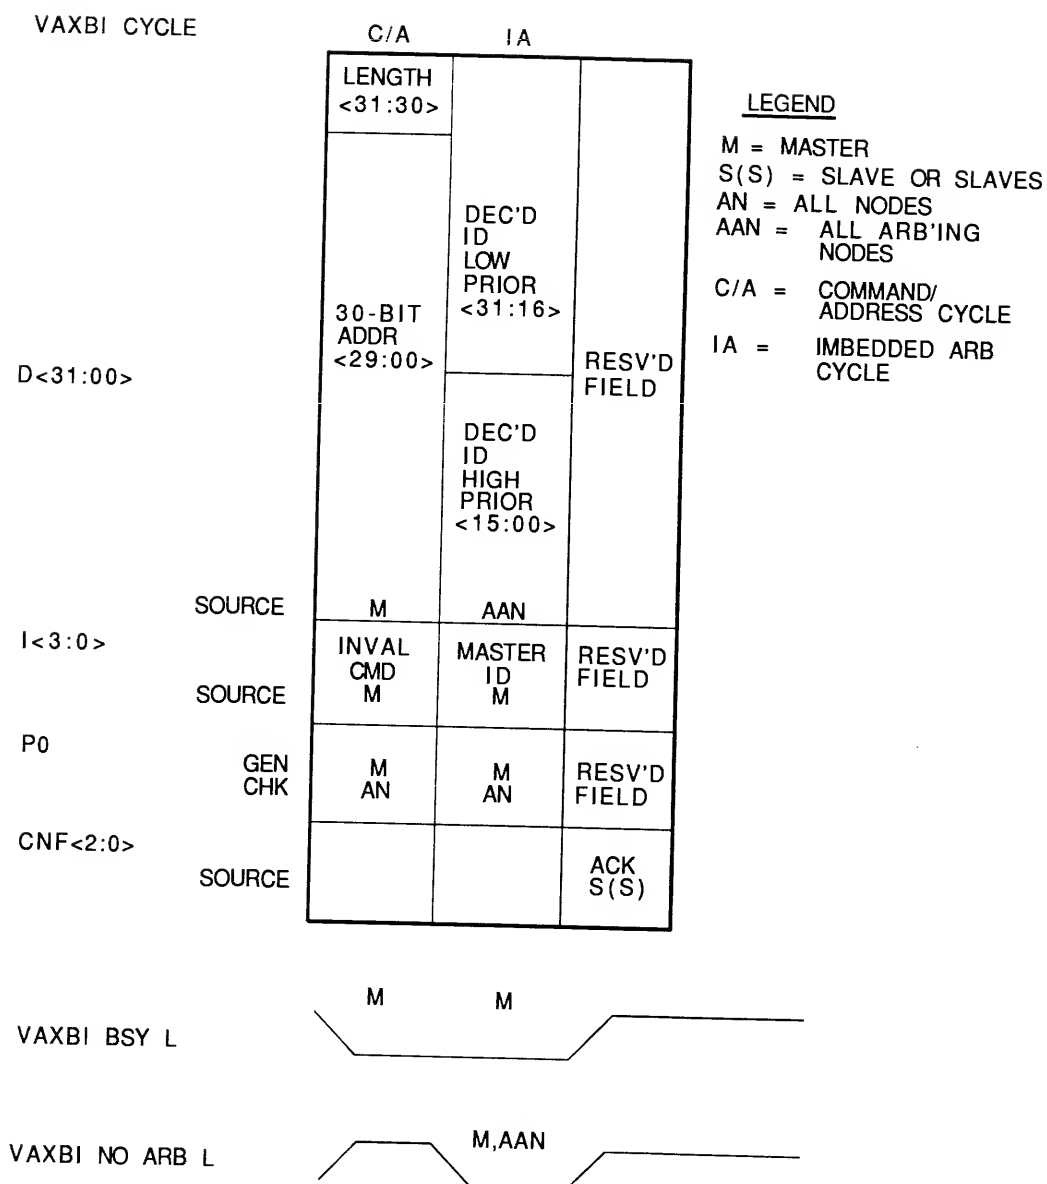 VAXBI CYCLE
C/A
IA
LENGTH
<31:30>
30-BIT
ADDR
<29:00>
DEC'D
ID
LOW
PRIOR
<31:16>
DEC'D
ID
HIGH
PRIOR
<15:00>
RESV'D
FIELD
D<31:00>
SOURCE M AAN
I<3:0>
INVAL
CMD
M
MASTER
ID
M
RESV'D
FIELD
SOURCE
P0
GEN M M RESV'D
CHK AN AN FIELD
CNF<2:0>
SOURCE
ACK
S(S)
LEGEND
M = MASTER
S(S) = SLAVE OR SLAVES
AN = ALL NODES
AAN = ALL ARB'ING
NODES
C/A = COMMAND/
ADDRESS CYCLE
IA = IMBEDDED ARB
CYCLE
M M
VAXBI BSY L
M,AAN
VAXBI NO ARB L